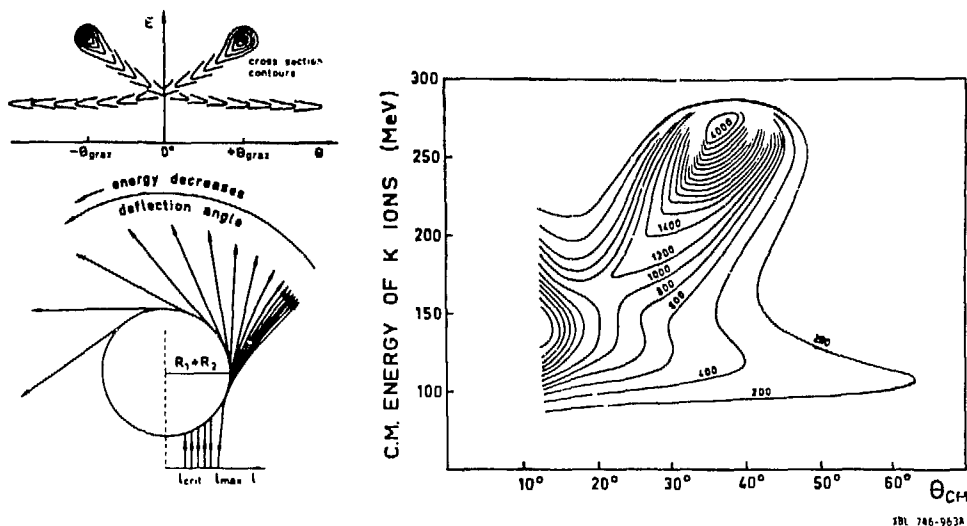 E
cross section
contours
-θgraz 0° +θgraz θ
energy decreases
deflection angle
R₁+R₂
lcrit lmax l
C.M. ENERGY OF K IONS (MeV)
300
250
200
150
100
50
4000
1400
1200
1000
800
600
400
200
200
10° 20° 30° 40° 50° 60° θCM
XBL 746-9638